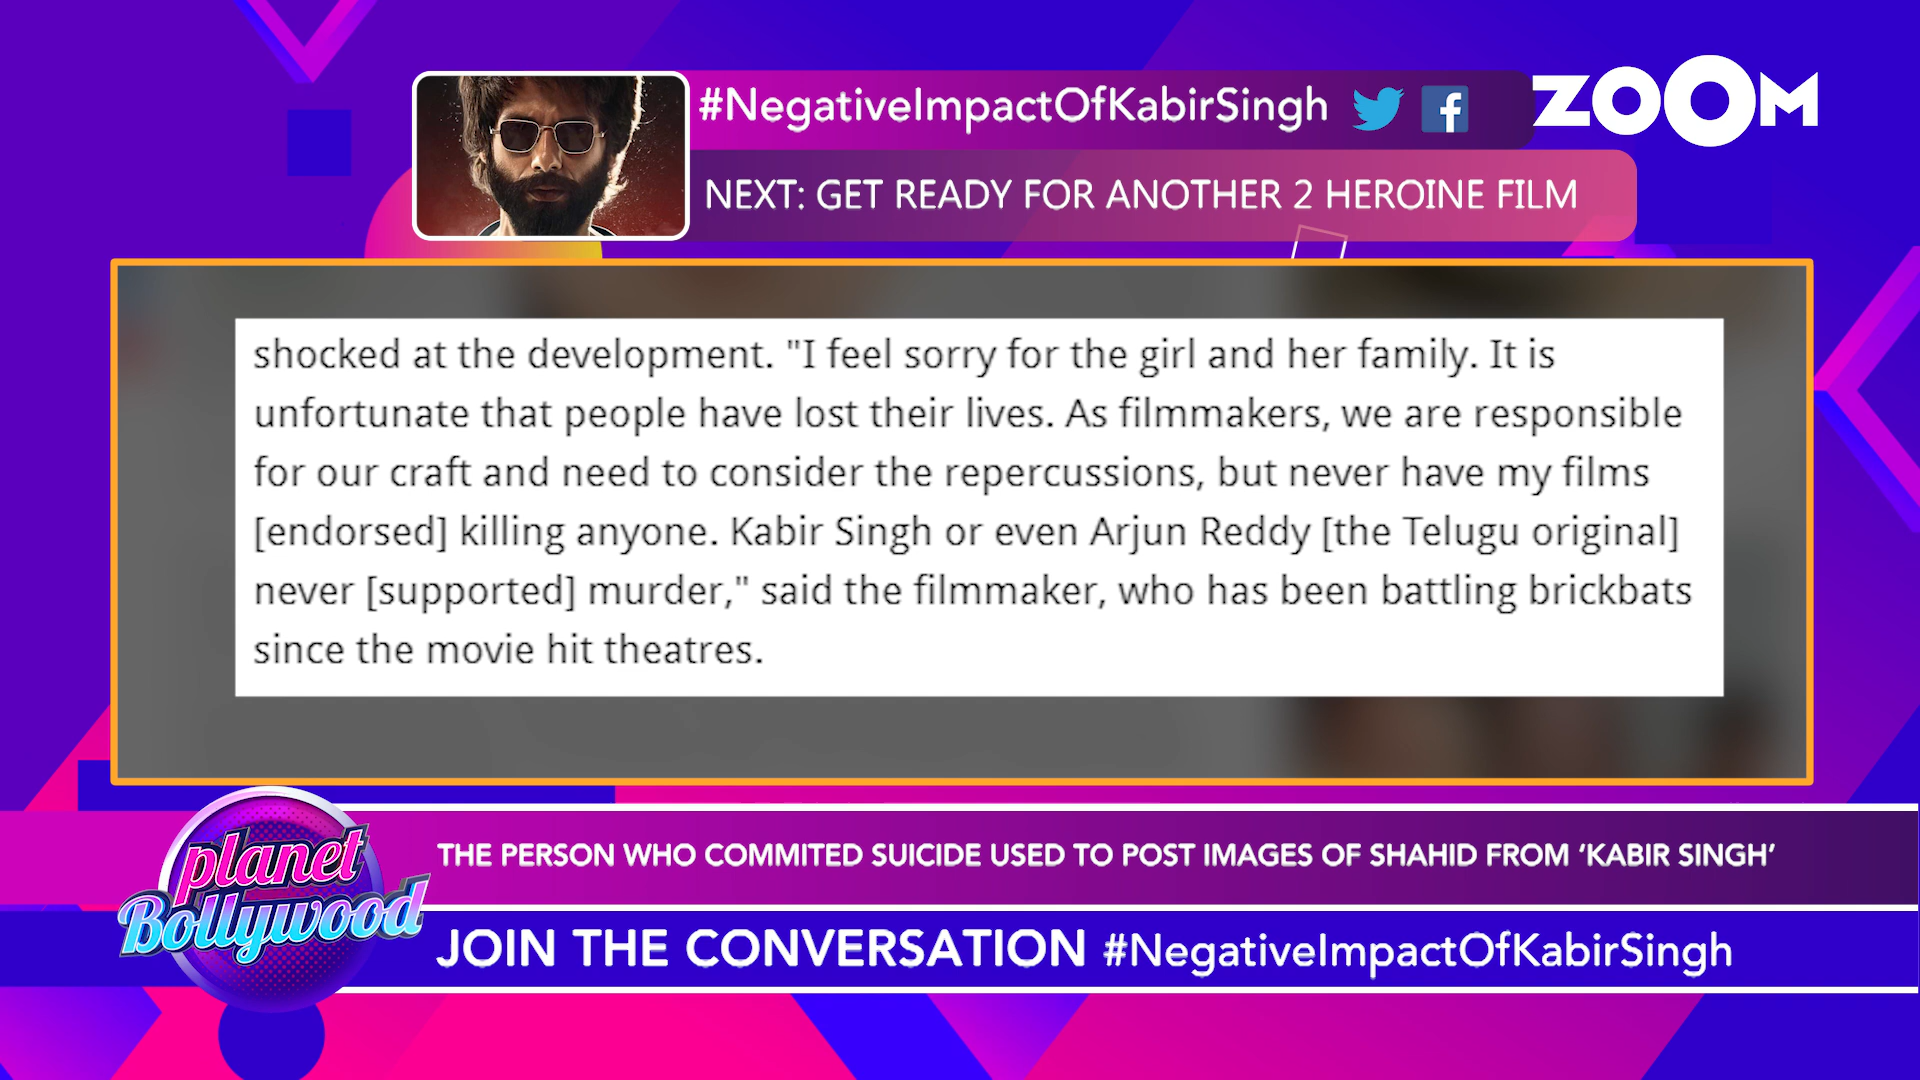 #NegativeImpactOfKabirSingh
zoom
NEXT: GET READY FOR ANOTHER 2 HEROINE FILM
shocked at the development. "I feel sorry for the girl and her family. It is
unfortunate that people have lost their lives. As filmmakers, we are responsible
for our craft and need to consider the repercussions, but never have my films
[endorsed] killing anyone. Kabir Singh or even Arjun Reddy [the Telugu original]
never [supported] murder," said the filmmaker, who has been battling brickbats
since the movie hit theatres.
planet
Bollywood
THE PERSON WHO COMMITED SUICIDE USED TO POST IMAGES OF SHAHID FROM ‘KABIR SINGH’
JOIN THE CONVERSATION #NegativeImpactOfKabirSingh